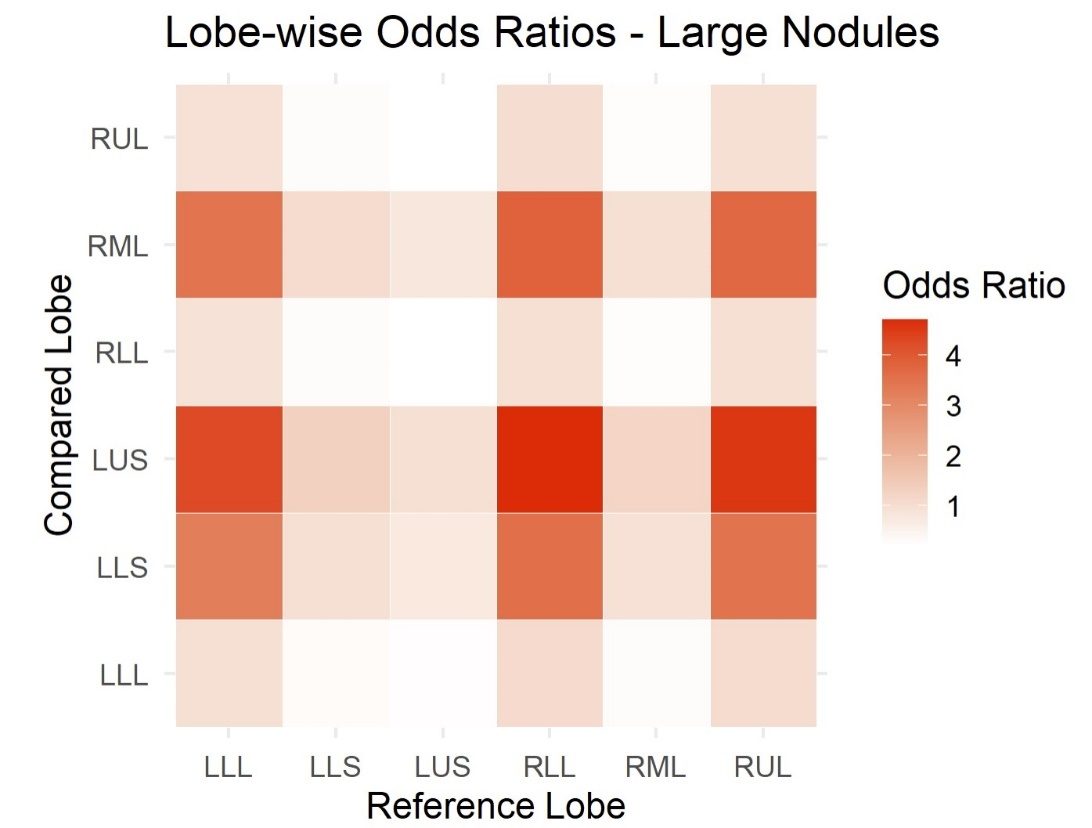 Lobe-wise Odds Ratios - Large Nodules
Compared Lobe
RUL
RML
RLL
LUS
LLS
LLL
LLL LLS LUS RLL RML RUL
Reference Lobe
Odds Ratio
4
3
2
1